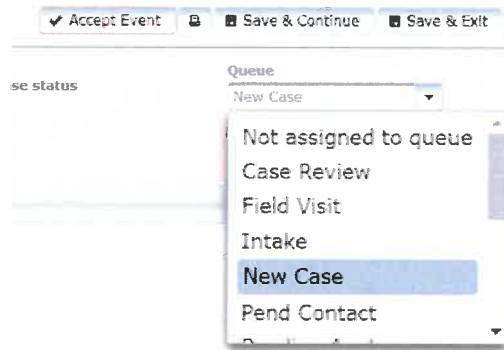 Accept Event Save & Continue Save & Exit
Queue
se status
New Case
Not assigned to queue
Case Review
Field Visit
Intake
New Case
Pend Contact